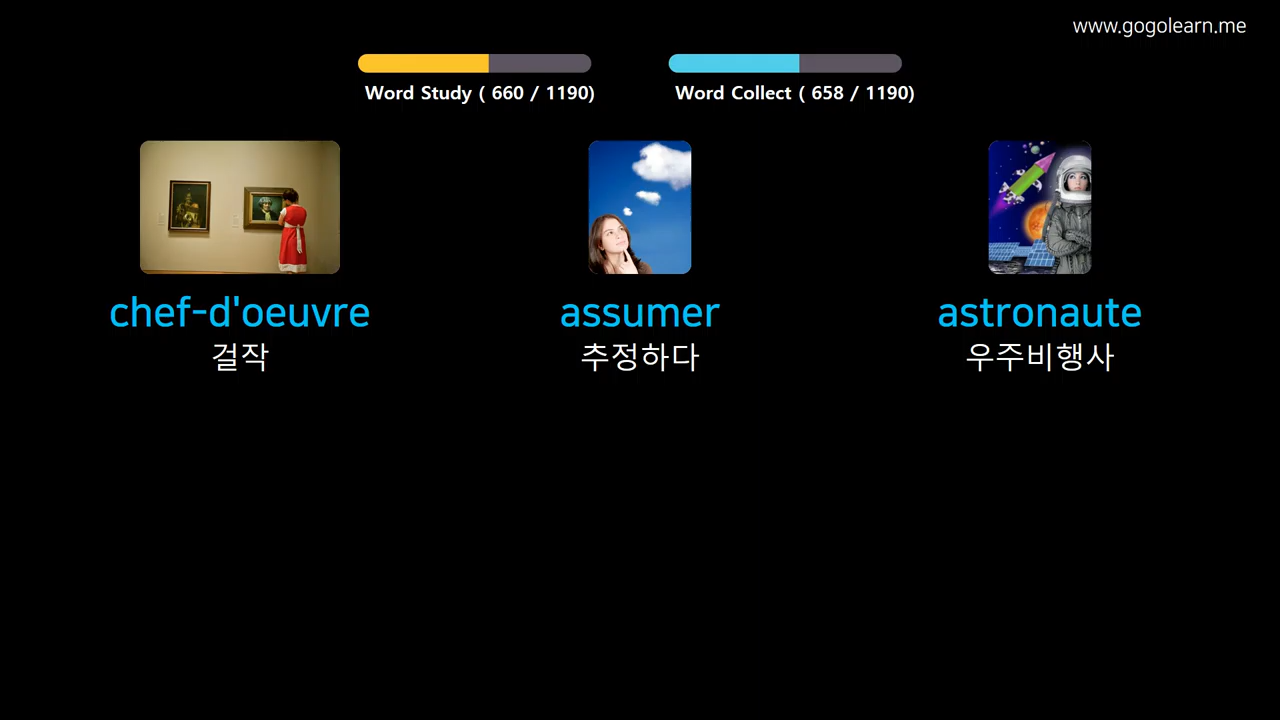 www.gogolearn.me
Word Study ( 660 / 1190)
Word Collect ( 658 / 1190)
chef-d'oeuvre
걸작
assumer
추정하다
astronaute
우주비행사